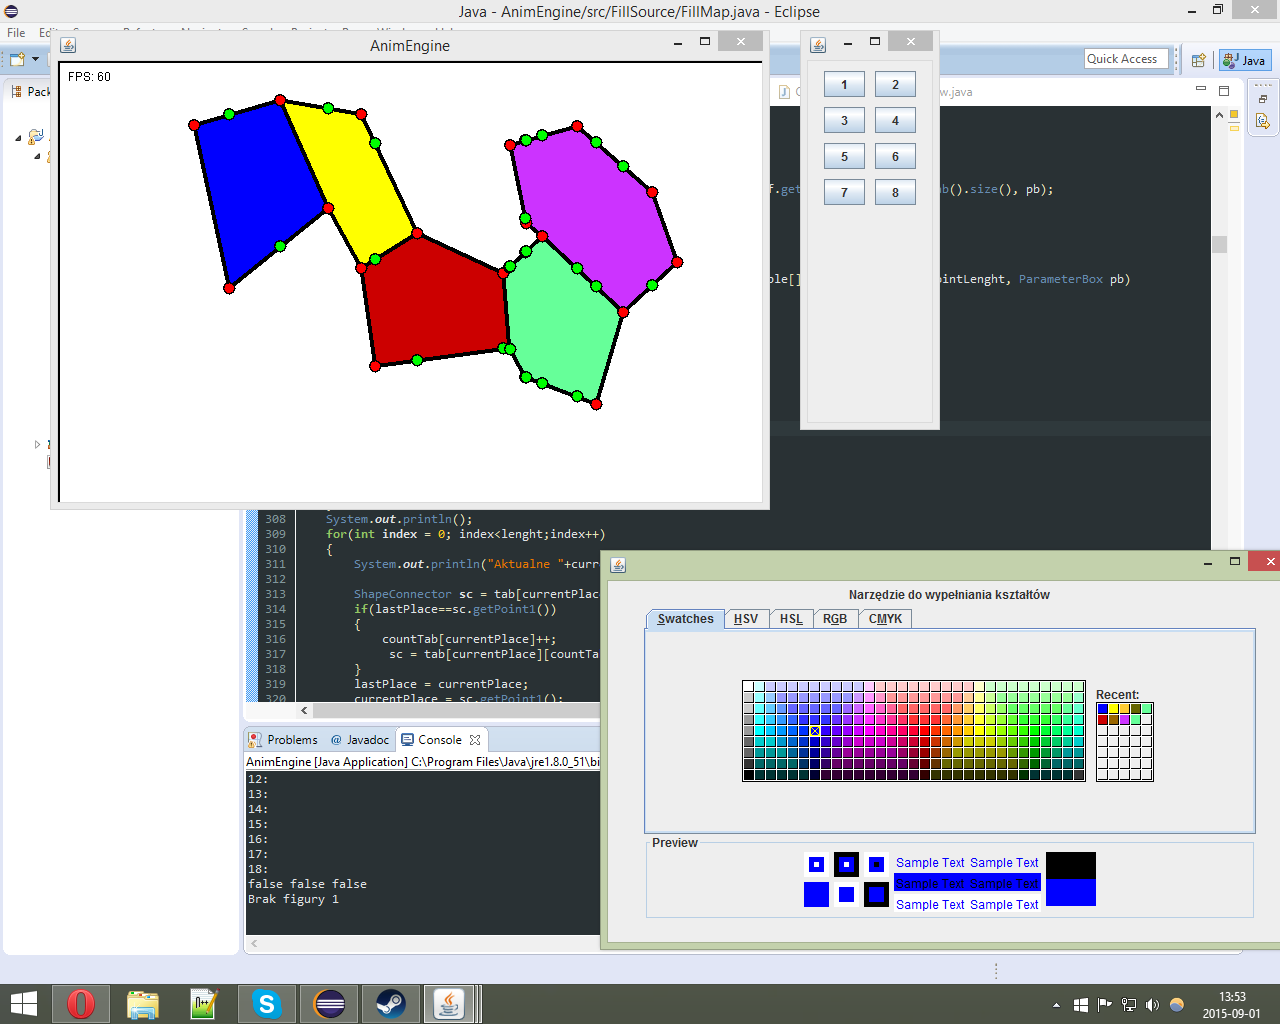 Java - AnimEngine/src/FillSource/FillMap.java - Eclipse
File
AnimEngine
FPS: 60
1 2
3 4
5 6
7 8
Quick Access
Java
w.java
f.get
b().size(), pb);
ble[]
ointLenght, ParameterBox pb)
308 System.out.println();
309 for(int index = 0; index<lenght;index++)
310 {
311 System.out.println("Aktualne "+curre
312
313 ShapeConnector sc = tab[currentPlace
314 if(lastPlace==sc.getPoint1())
315 {
316 countTab[currentPlace]++;
317 sc = tab[currentPlace][countTa
318 }
319 lastPlace = currentPlace;
320 currentPlace = sc.getPoint1();
Problems @ Javadoc Console
AnimEngine [Java Application] C:\Program Files\Java\jre1.8.0_51\bi
12:
13:
14:
15:
16:
17:
18:
false false false
Brak figury 1
Narzędzie do wypełniania kształtów
Swatches HSV HSL RGB CMYK
Recent:
Preview
Sample Text Sample Text
Sample Text Sample Text
Sample Text Sample Text
13:53
2015-09-01